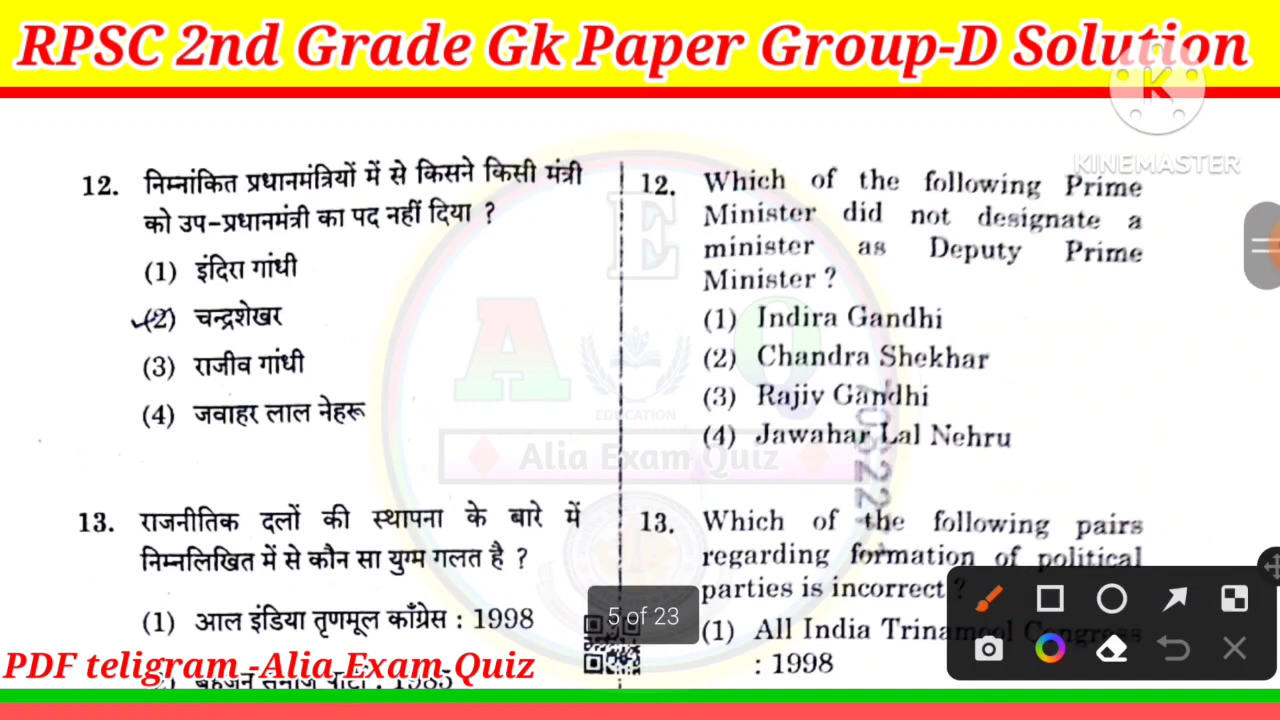 RPSC 2nd Grade Gk Paper Group-D Solution
KINEMASTER
12. निम्नांकित प्रधानमंत्रियों में से किसने किसी मंत्री
को उप-प्रधानमंत्री का पद नहीं दिया ?
(1) इंदिरा गांधी
(2) चन्द्रशेखर
(3) राजीव गांधी
(4) जवाहर लाल नेहरू
13. राजनीतिक दलों की स्थापना के बारे में
निम्नलिखित में से कौन सा युग्म गलत है ?
(1) आल इंडिया तृणमूल काँग्रेस : 1998
12. Which of the following Prime
Minister did not designate a
minister as Deputy Prime
Minister ?
(1) Indira Gandhi
(2) Chandra Shekhar
(3) Rajiv Gandhi
(4) Jawahar Lal Nehru
13. Which of the following pairs
regarding formation of political
parties is incorrect ?
(1) All India Trinamool Congress
: 1998
E
A Q
EDUCATION
Alia Exam Quiz
5 of 23
PDF teligram -Alia Exam Quiz